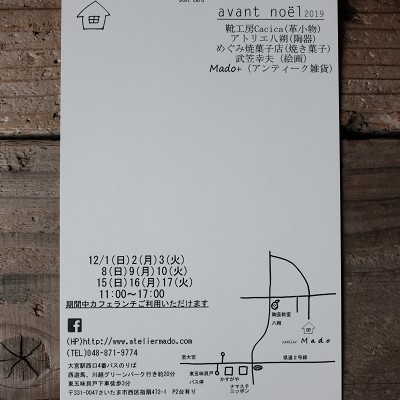 post card
avant noël2019
靴工房Cacica(革小物)
アトリエ八朔(陶器)
めぐみ焼菓子店(焼き菓子)
武笠幸夫(絵画)
Mado+(アンティーク雑貨)
12/1(日)2(月)3(火)
8(日)9(月)10(火)
15(日)16(月)17(火)
11:00〜17:00
期間中カフェランチご利用いただけます
陶芸教室
八朔
atelier Mado
(HP)http://www.ateliermado.com
(TEL)048-871-9774
至大宮
県道2号線
大宮駅西口4番バスのりば
西遊馬、川越グリーンパーク行き約20分
東五味貝戸下車徒歩3分
〒331-0047さいたま市西区指扇472-1 P2台有り
東五味貝戸
バス停
かすがや
ナマステ
ニッポン